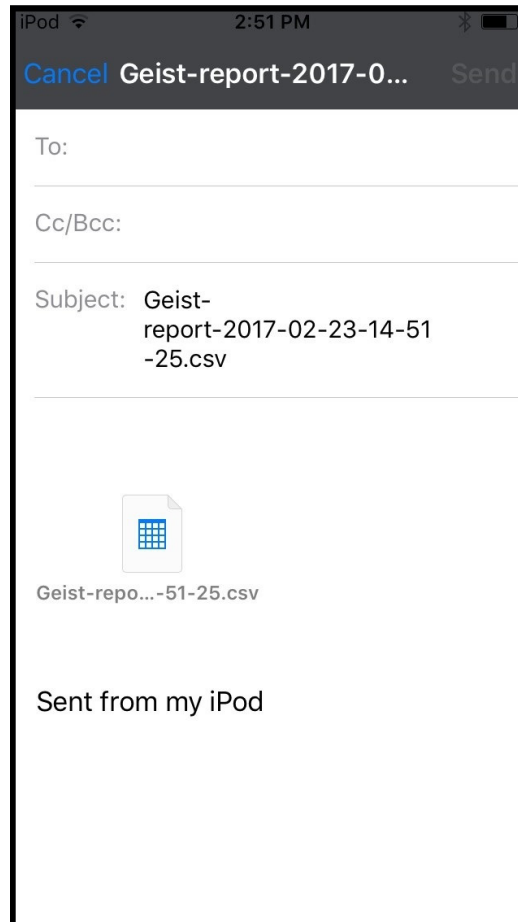 iPod 2:51 PM
Cancel Geist-report-2017-0... Send
To:
Cc/Bcc:
Subject: Geist-
report-2017-02-23-14-51
-25.csv
Geist-repo...-51-25.csv
Sent from my iPod